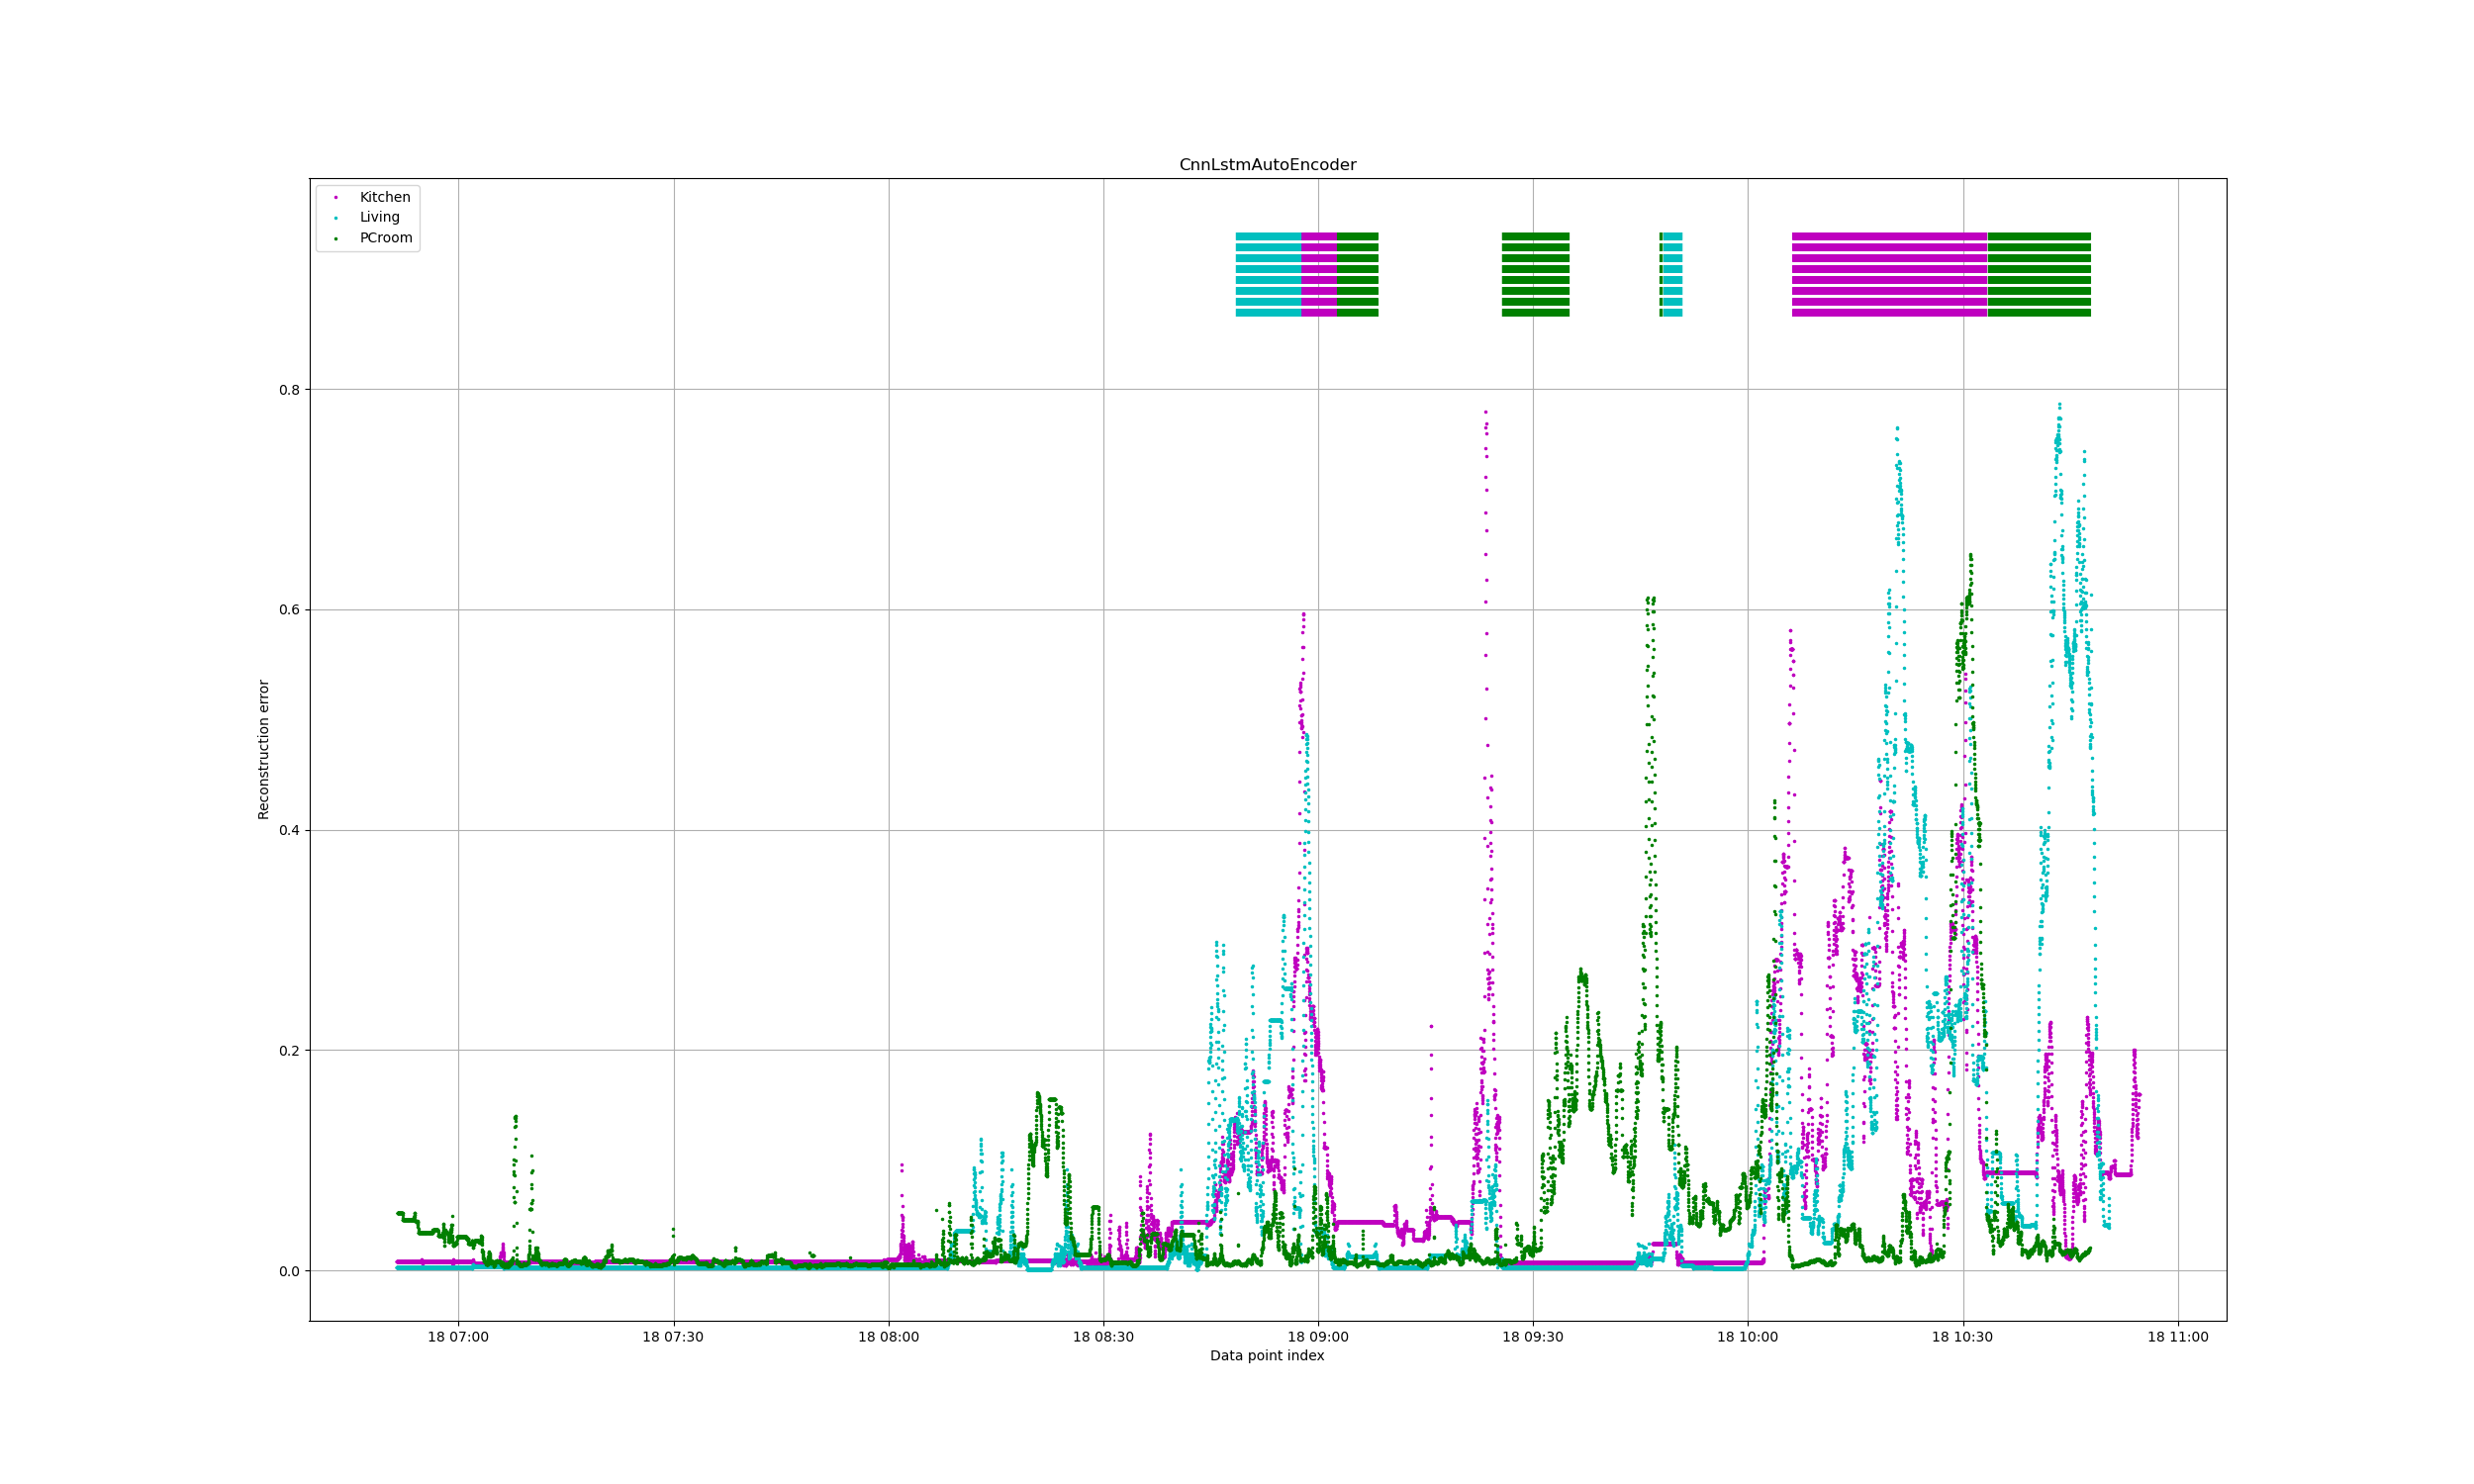 CnnLstmAutoEncoder
Kitchen
Living
PCroom
0.8
0.6
0.4
0.2
0.0
Reconstruction error
18 07:00
18 07:30
18 08:00
18 08:30
18 09:00
18 09:30
18 10:00
18 10:30
18 11:00
Data point index